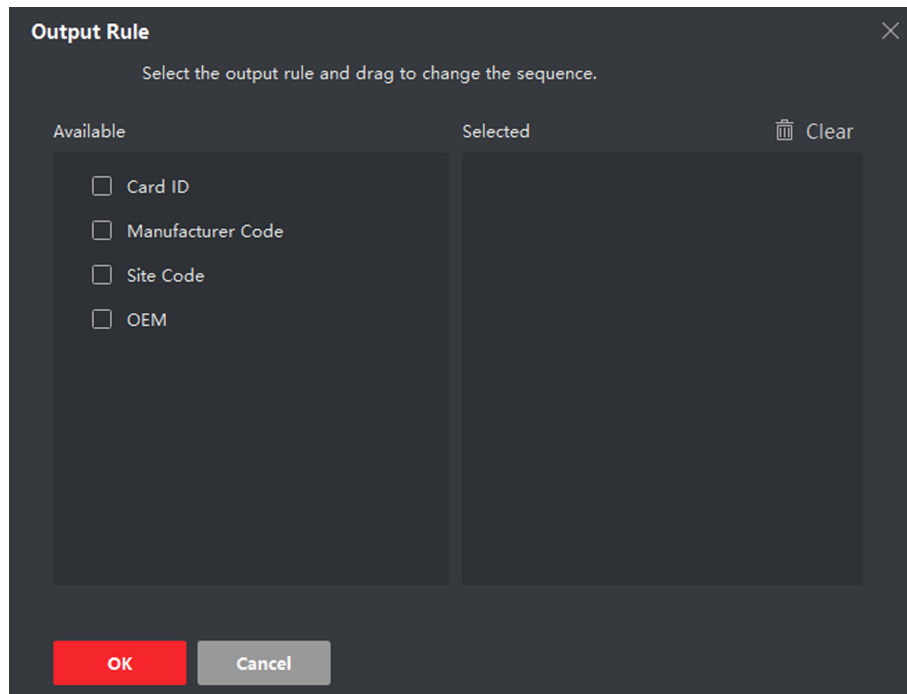 Output Rule
Select the output rule and drag to change the sequence.
Available
Selected
Clear
Card ID
Manufacturer Code
Site Code
OEM
OK
Cancel